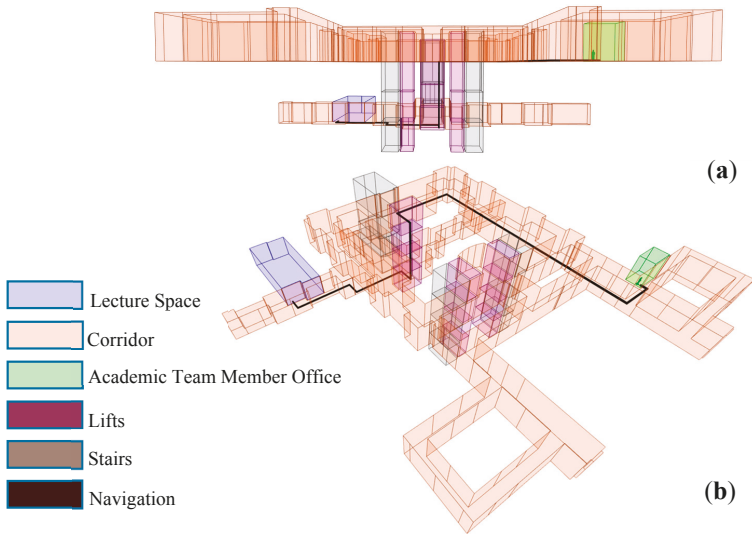 (a)
Lecture Space
Corridor
Academic Team Member Office
Lifts
Stairs
Navigation
(b)